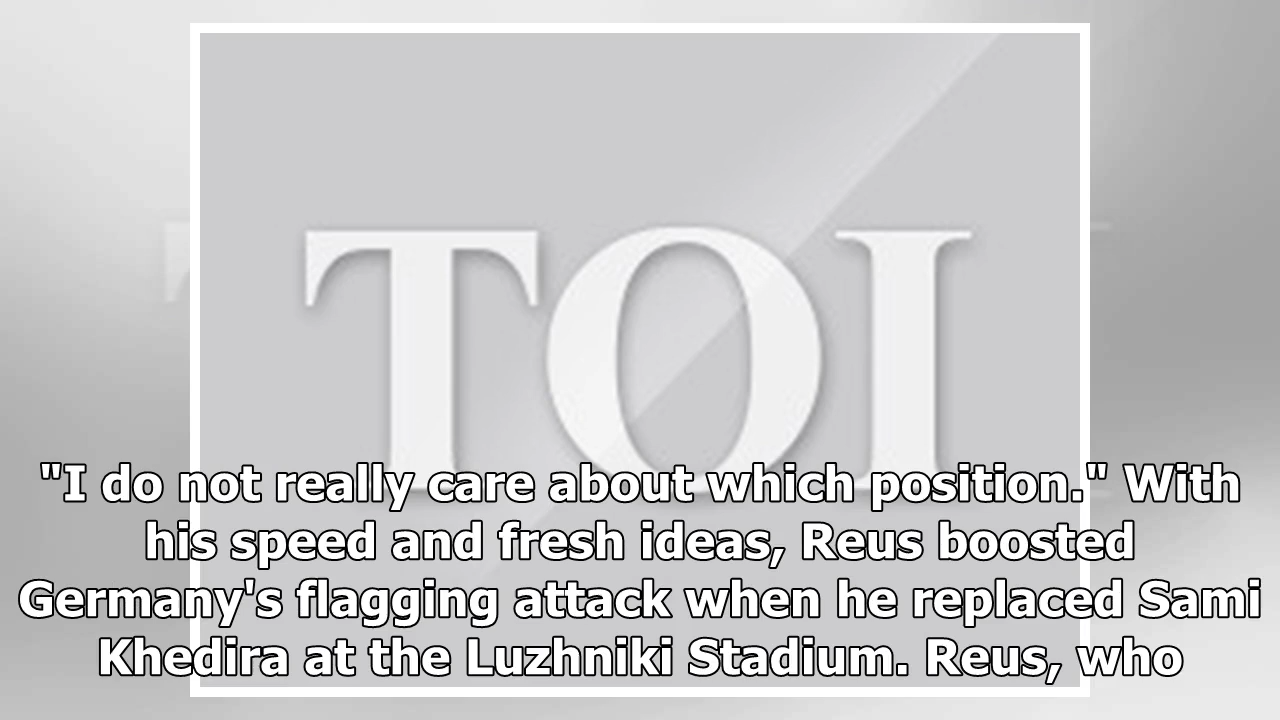 TOI
"I do not really care about which position." With
his speed and fresh ideas, Reus boosted
Germany's flagging attack when he replaced Sami
Khedira at the Luzhniki Stadium. Reus, who